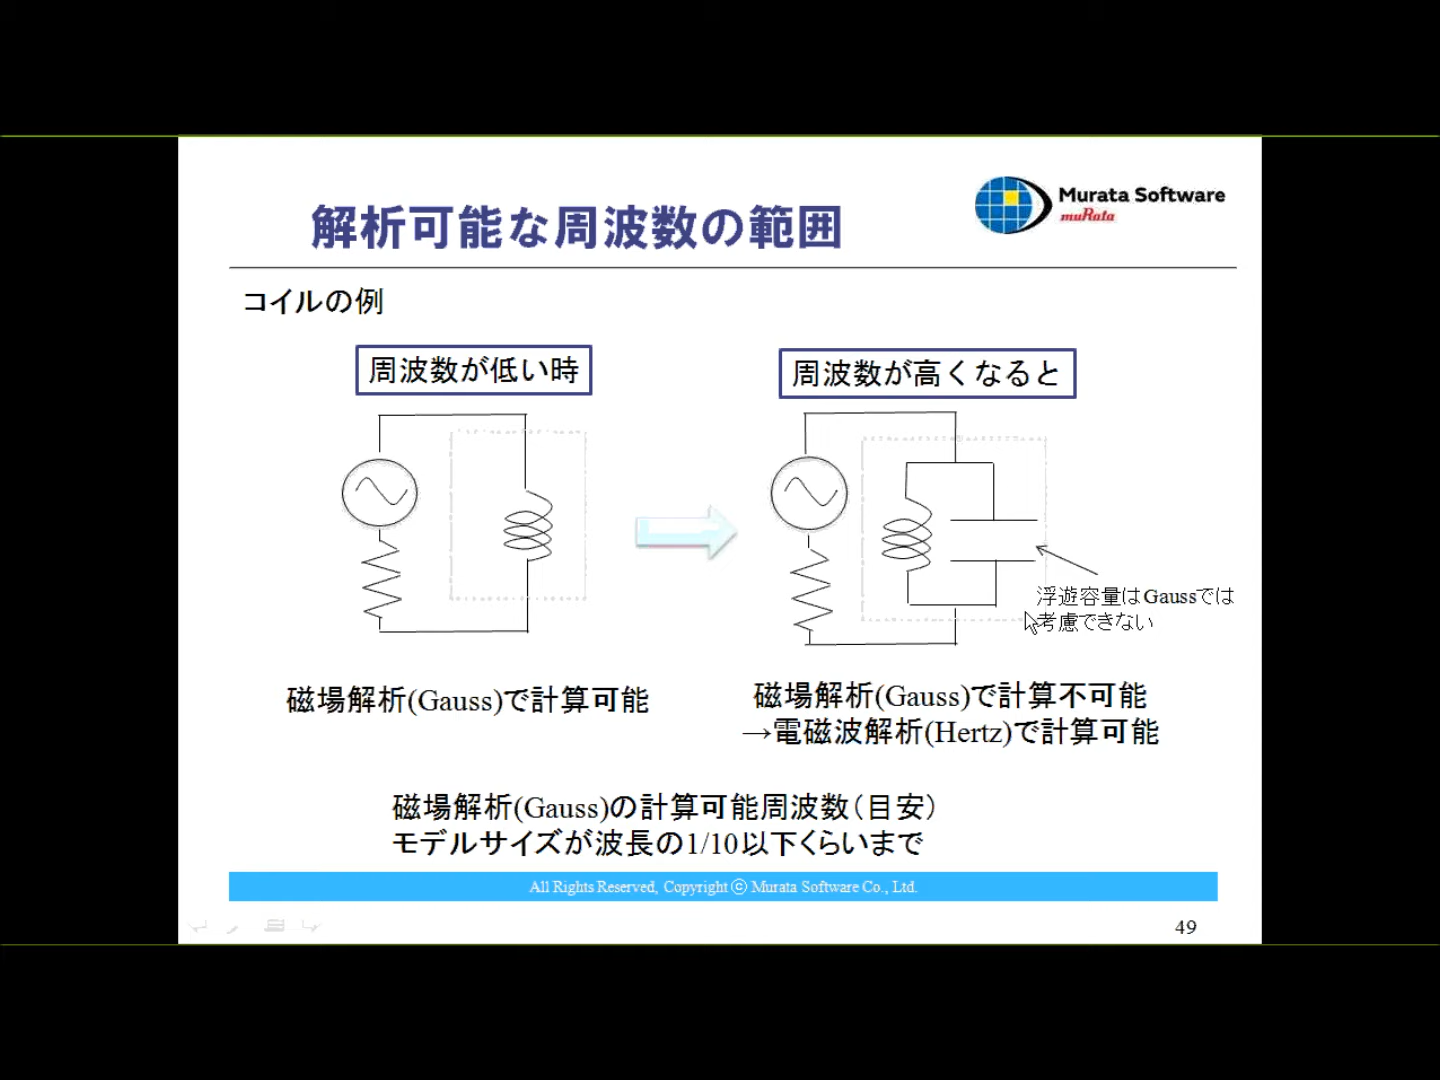 解析可能な周波数の範囲
Murata Software
muRata
コイルの例
周波数が低い時
周波数が高くなると
浮遊容量はGaussでは
考慮できない
磁場解析(Gauss)で計算可能
磁場解析(Gauss)で計算不可能
→電磁波解析(Hertz)で計算可能
磁場解析(Gauss)の計算可能周波数(目安)
モデルサイズが波長の1/10以下くらいまで
All Rights Reserved, Copyright © Murata Software Co., Ltd.
49